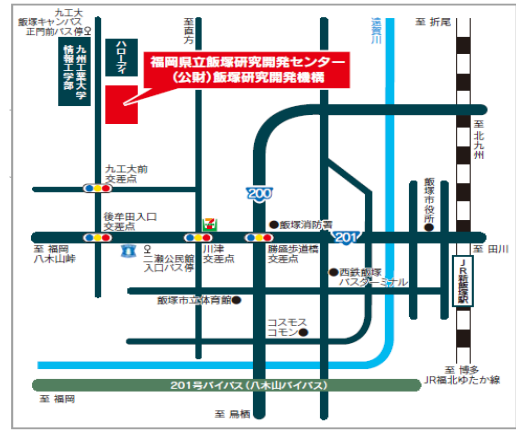 九工大
飯塚キャンパス
正門前バス停
至 直方
遠賀川
至 折尾
九州工業大学
情報工学部
ハローデイ
福岡県立飯塚研究開発センター
(公財)飯塚研究開発機構
至 北九州
九工大前
交差点
200
飯塚市役所
後牟田入口
交差点
7
飯塚消防署
201
至 福岡
八木山峠
二瀬公民館
入口バス停
川津
交差点
勝盛歩道橋
交差点
至 田川
西鉄飯塚
バスターミナル
JR新飯塚駅
飯塚市立体育館
コスモス
コモン
至 博多
JR福北ゆたか線
201号バイパス(八木山バイパス)
至 福岡
至 鳥栖